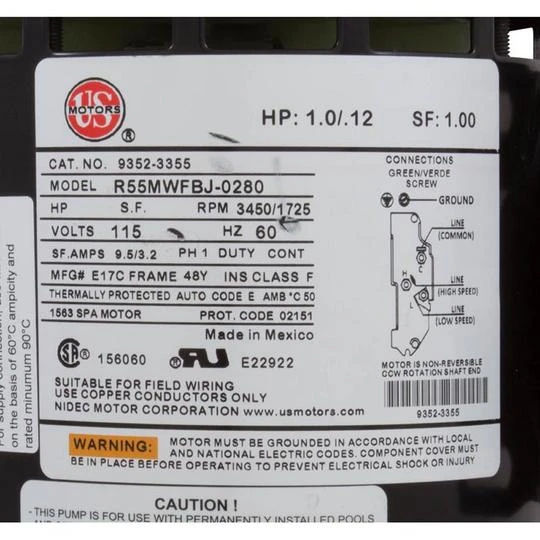 US
MOTORS
®
HP: 1.0/.12 SF: 1.00
CAT. NO. 9352-3355
MODEL R55MWFBJ-0280
HP S.F. RPM 3450/1725
VOLTS 115 HZ 60
SF.AMPS 9.5/3.2 PH 1 DUTY CONT
MFG# E17C FRAME 48Y INS CLASS F
THERMALLY PROTECTED AUTO CODE E AMB °C 50
1563 SPA MOTOR PROT. CODE 02151
Made in Mexico
SA 156060 ® E22922
SUITABLE FOR FIELD WIRING
USE COPPER CONDUCTORS ONLY
NIDEC MOTOR CORPORATION www.usmotors.com
CONNECTIONS
GREEN/VERDE
SCREW
GROUND
LINE
(COMMON)
C
H
LINE
(HIGH SPEED)
L
LINE
(LOW SPEED)
MOTOR IS NON-REVERSIBLE
CCW ROTATION SHAFT END
9352-3355
WARNING: MOTOR MUST BE GROUNDED IN ACCORDANCE WITH LOCAL
AND NATIONAL ELECTRIC CODES. COMPONENT COVER MUST
BE IN PLACE BEFORE OPERATING TO PREVENT ELECTRICAL SHOCK OR INJURY
on the basis of 60°C ampicity and
rated minumum 90°C
CAUTION !
- THIS PUMP IS FOR USE WITH PERMANENTLY INSTALLED POOLS